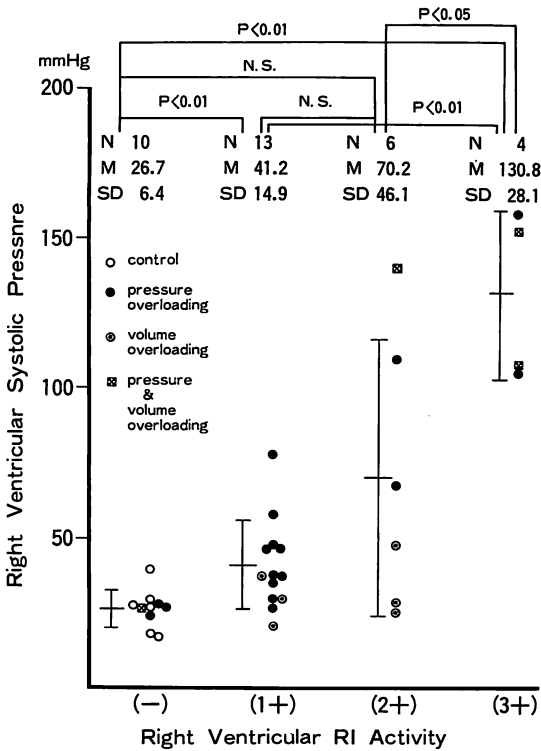 P<0.05
P<0.01
mmHg
N.S.
200
P<0.01
N.S.
P<0.01
N 10
N 13
N 6
N 4
M 26.7
M 41.2
M 70.2
M 130.8
SD 6.4
SD 14.9
SD 46.1
SD 28.1
150
control
pressure
overloading
volume
overloading
pressure
&
volume
overloading
100
50
Right Ventricular Systolic Pressnre
(−) (1+) (2+) (3+)
Right Ventricular RI Activity